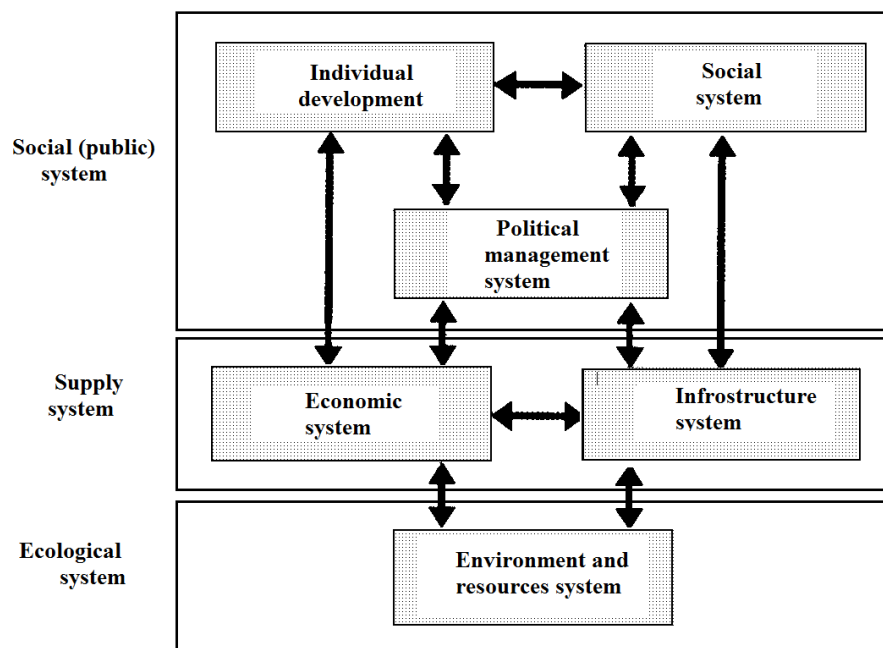 Individual
development
Social
system
Social (public)
system
Political
management
system
Supply
system
Economic
system
Infrostructure
system
Ecological
system
Environment and
resources system